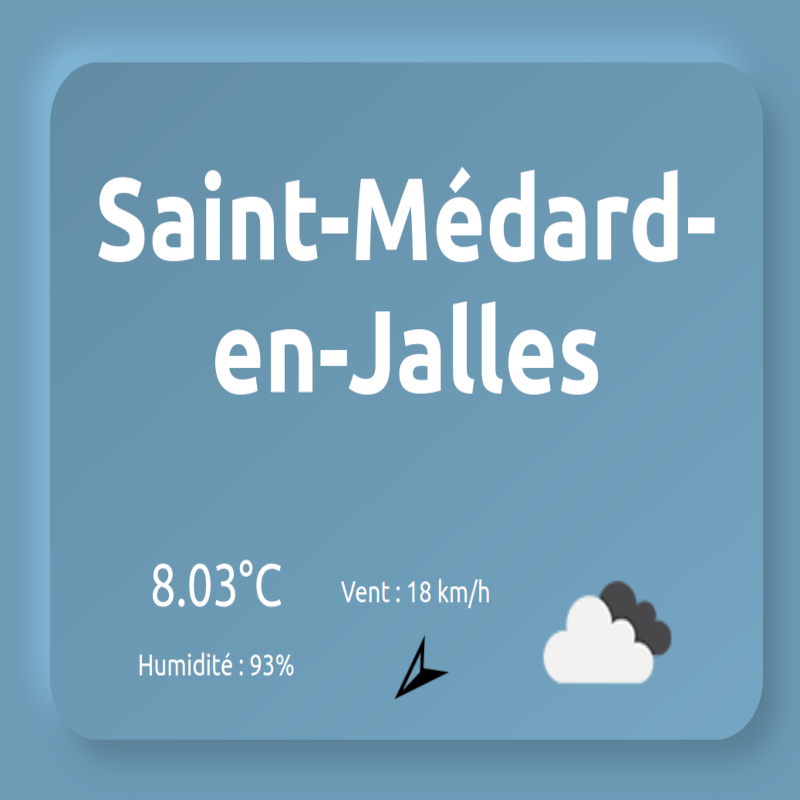 Saint-Médard-
en-Jalles
8.03°C
Vent : 18 km/h
Humidité : 93%